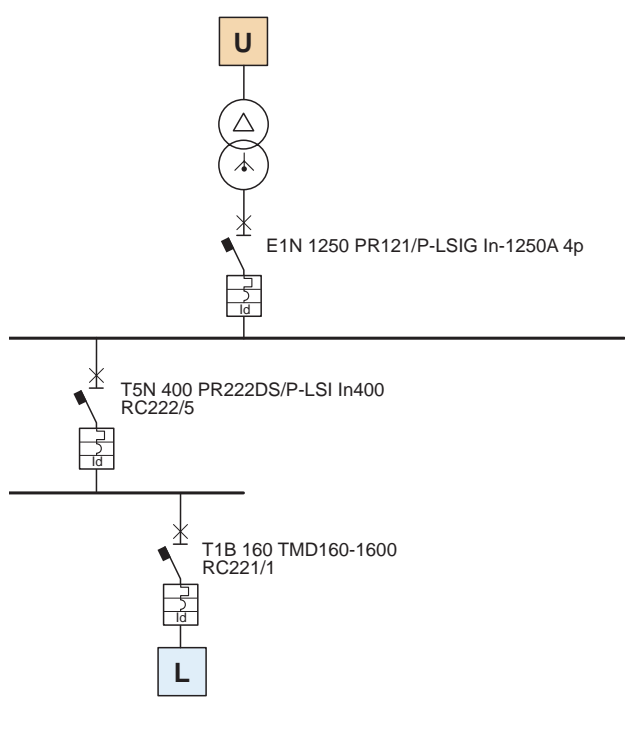 U
E1N 1250 PR121/P-LSIG In-1250A 4p
Id
T5N 400 PR222DS/P-LSI In400
RC222/5
Id
T1B 160 TMD160-1600
RC221/1
Id
L